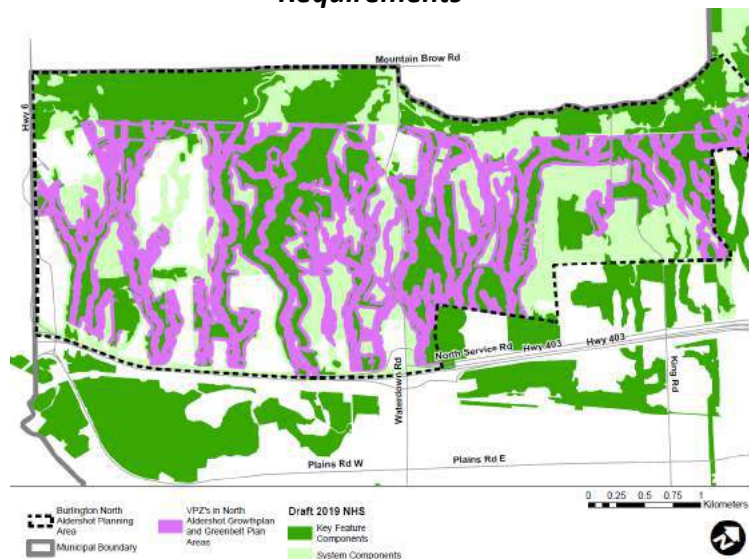 Requirements
Mountain Brow Rd
Hwy 6
North Service Rd
Hwy 403
Hwy 403
Waterdown Rd
King Rd
Plains Rd W
Plains Rd E
Burlington North
Aldershot Planning
Area
Municipal Boundary
VPZ's in North
Aldershot Growthplan
and Greenbelt Plan
Areas
Draft 2019 NHS
Key Feature
Components
System Components
0 0.25 0.5 0.75 1
Kilometers